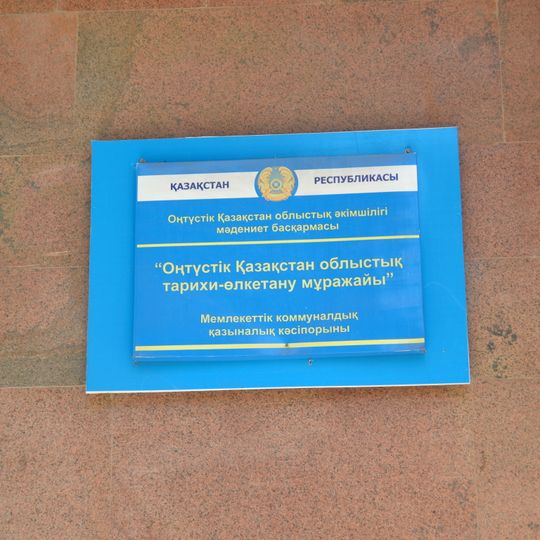 ҚАЗАҚСТАН РЕСПУБЛИКАСЫ
Оңтүстік Қазақстан облыстық әкімшілігі
мәдениет басқармасы
“Оңтүстік Қазақстан облыстық
тарихи-өлкетану мұражайы”
Мемлекеттік коммуналдық
қазыналық кәсіпорыны